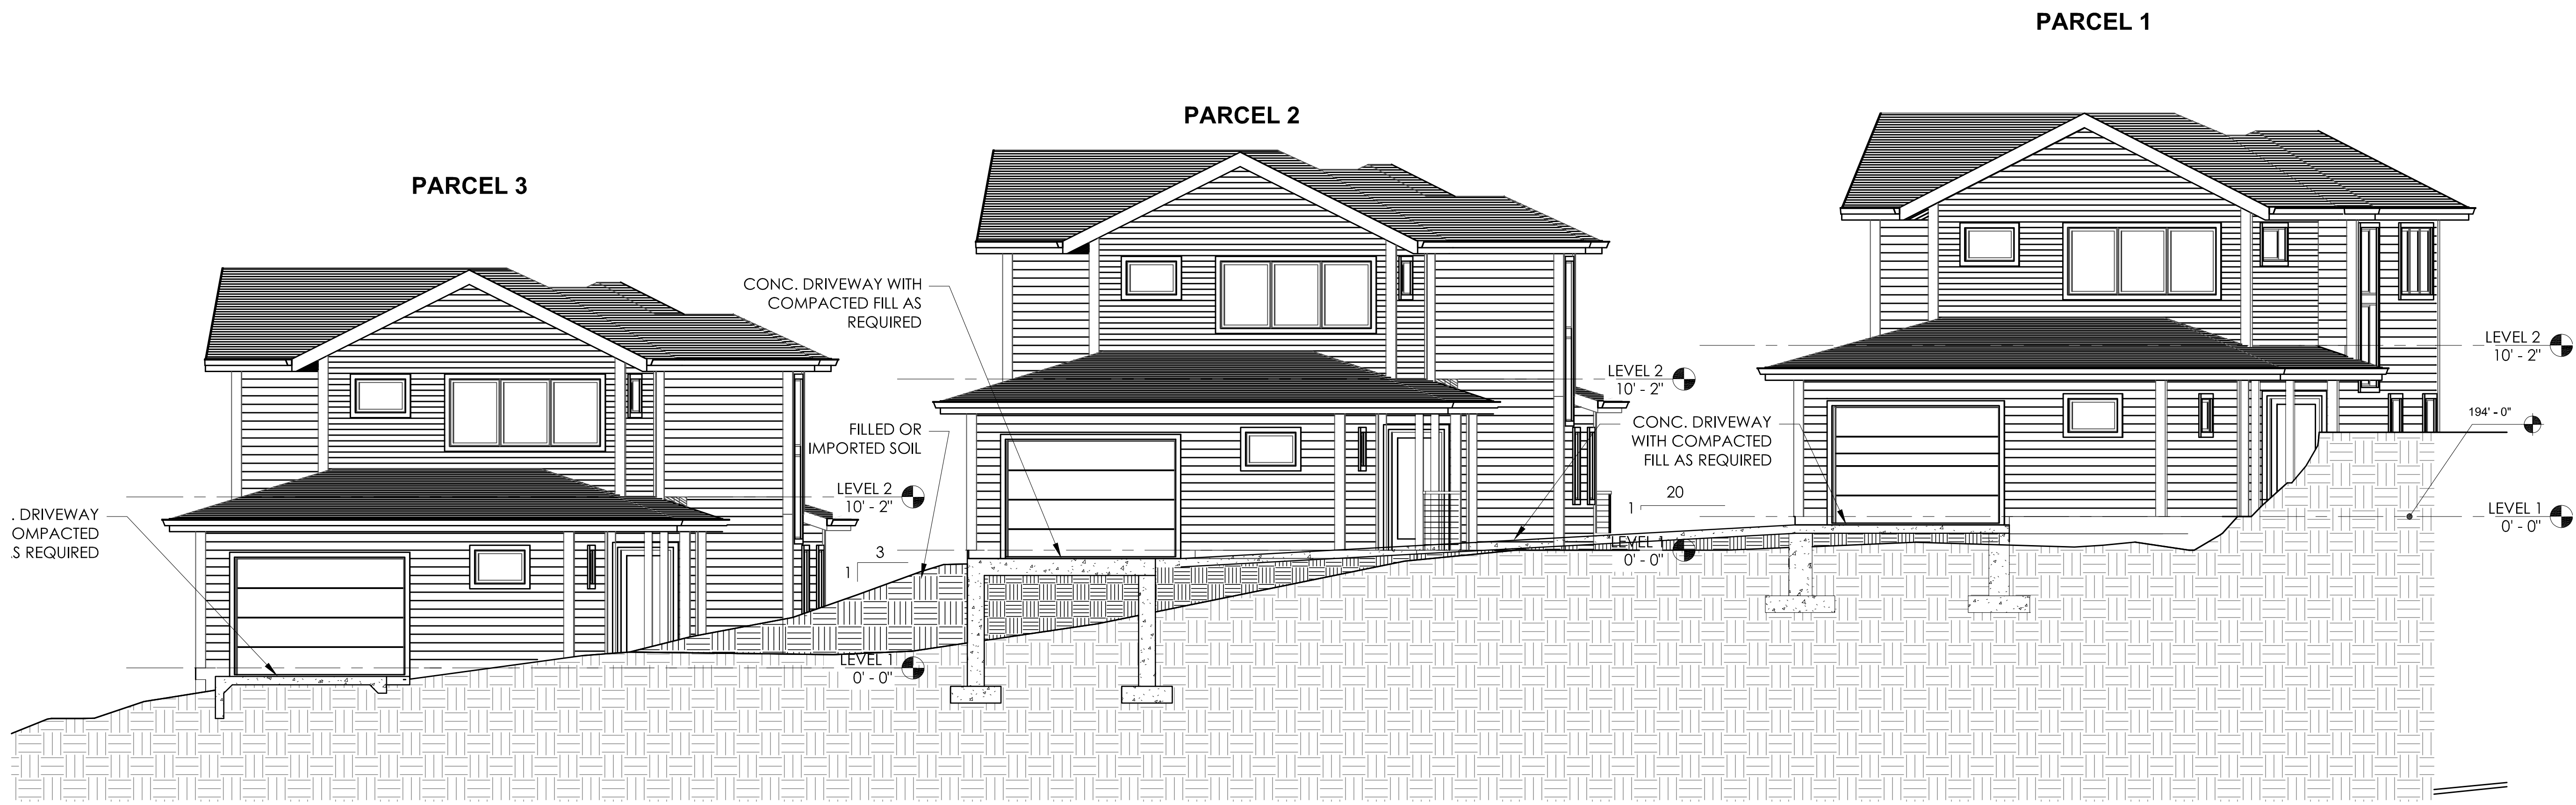 PARCEL 1
PARCEL 2
PARCEL 3
CONC. DRIVEWAY WITH
COMPACTED FILL AS
REQUIRED
LEVEL 2
10' - 2"
LEVEL 2
10' - 2"
194' - 0"
FILLED OR
IMPORTED SOIL
CONC. DRIVEWAY
WITH COMPACTED
FILL AS REQUIRED
LEVEL 2
10' - 2"
20
1
LEVEL 1
0' - 0"
. DRIVEWAY
OMPACTED
S REQUIRED
3
1
LEVEL 1
0' - 0"
LEVEL 1
0' - 0"